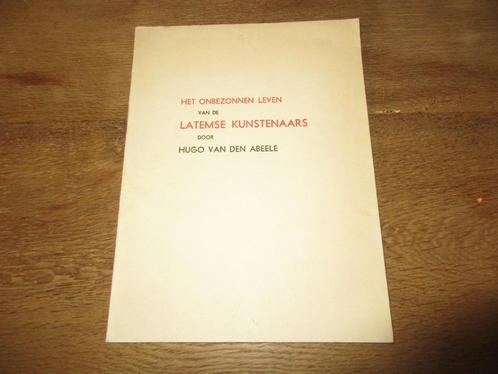 HET ONBEZONNEN LEVEN
VAN DE
LATEMSE KUNSTENAARS
DOOR
HUGO VAN DEN ABEELE